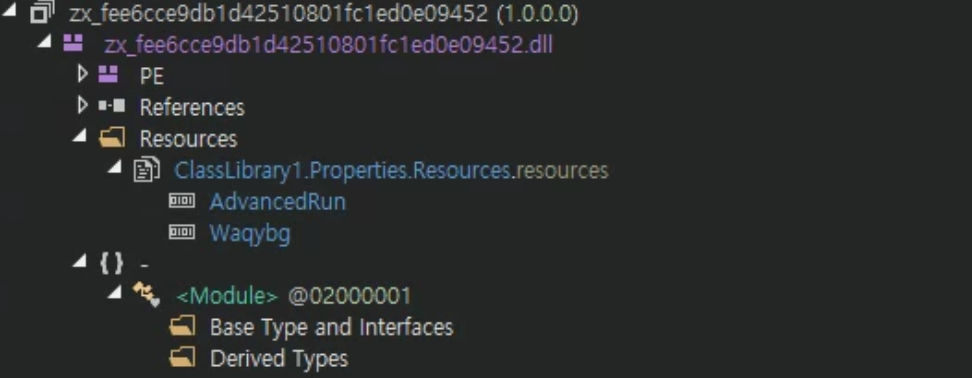 zx_fee6cce9db1d42510801fc1ed0e09452 (1.0.0.0)
zx_fee6cce9db1d42510801fc1ed0e09452.dll
PE
References
Resources
ClassLibrary1.Properties.Resources.resources
AdvancedRun
Waqybg
{ } -
<Module> @02000001
Base Type and Interfaces
Derived Types